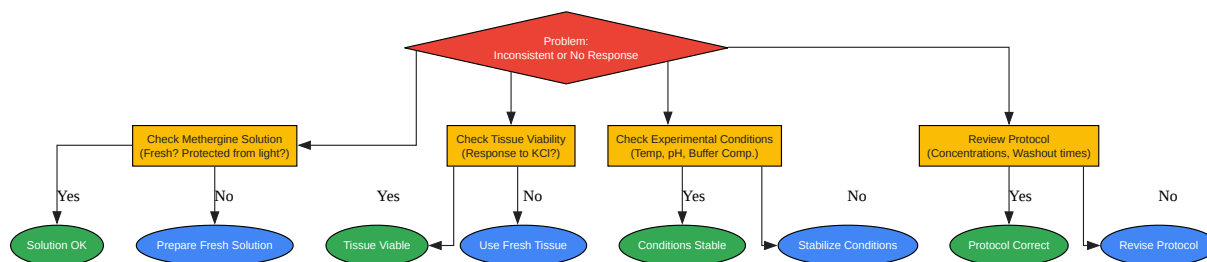 Problem:
Inconsistent or No Response
Check Methergine Solution
(Fresh? Protected from light?)
Check Tissue Viability
(Response to KCl?)
Check Experimental Conditions
(Temp, pH, Buffer Comp.)
Review Protocol
(Concentrations, Washout times)
Yes
No
Yes
No
Yes
No
Yes
No
Solution OK
Prepare Fresh Solution
Tissue Viable
Use Fresh Tissue
Conditions Stable
Stabilize Conditions
Protocol Correct
Revise Protocol